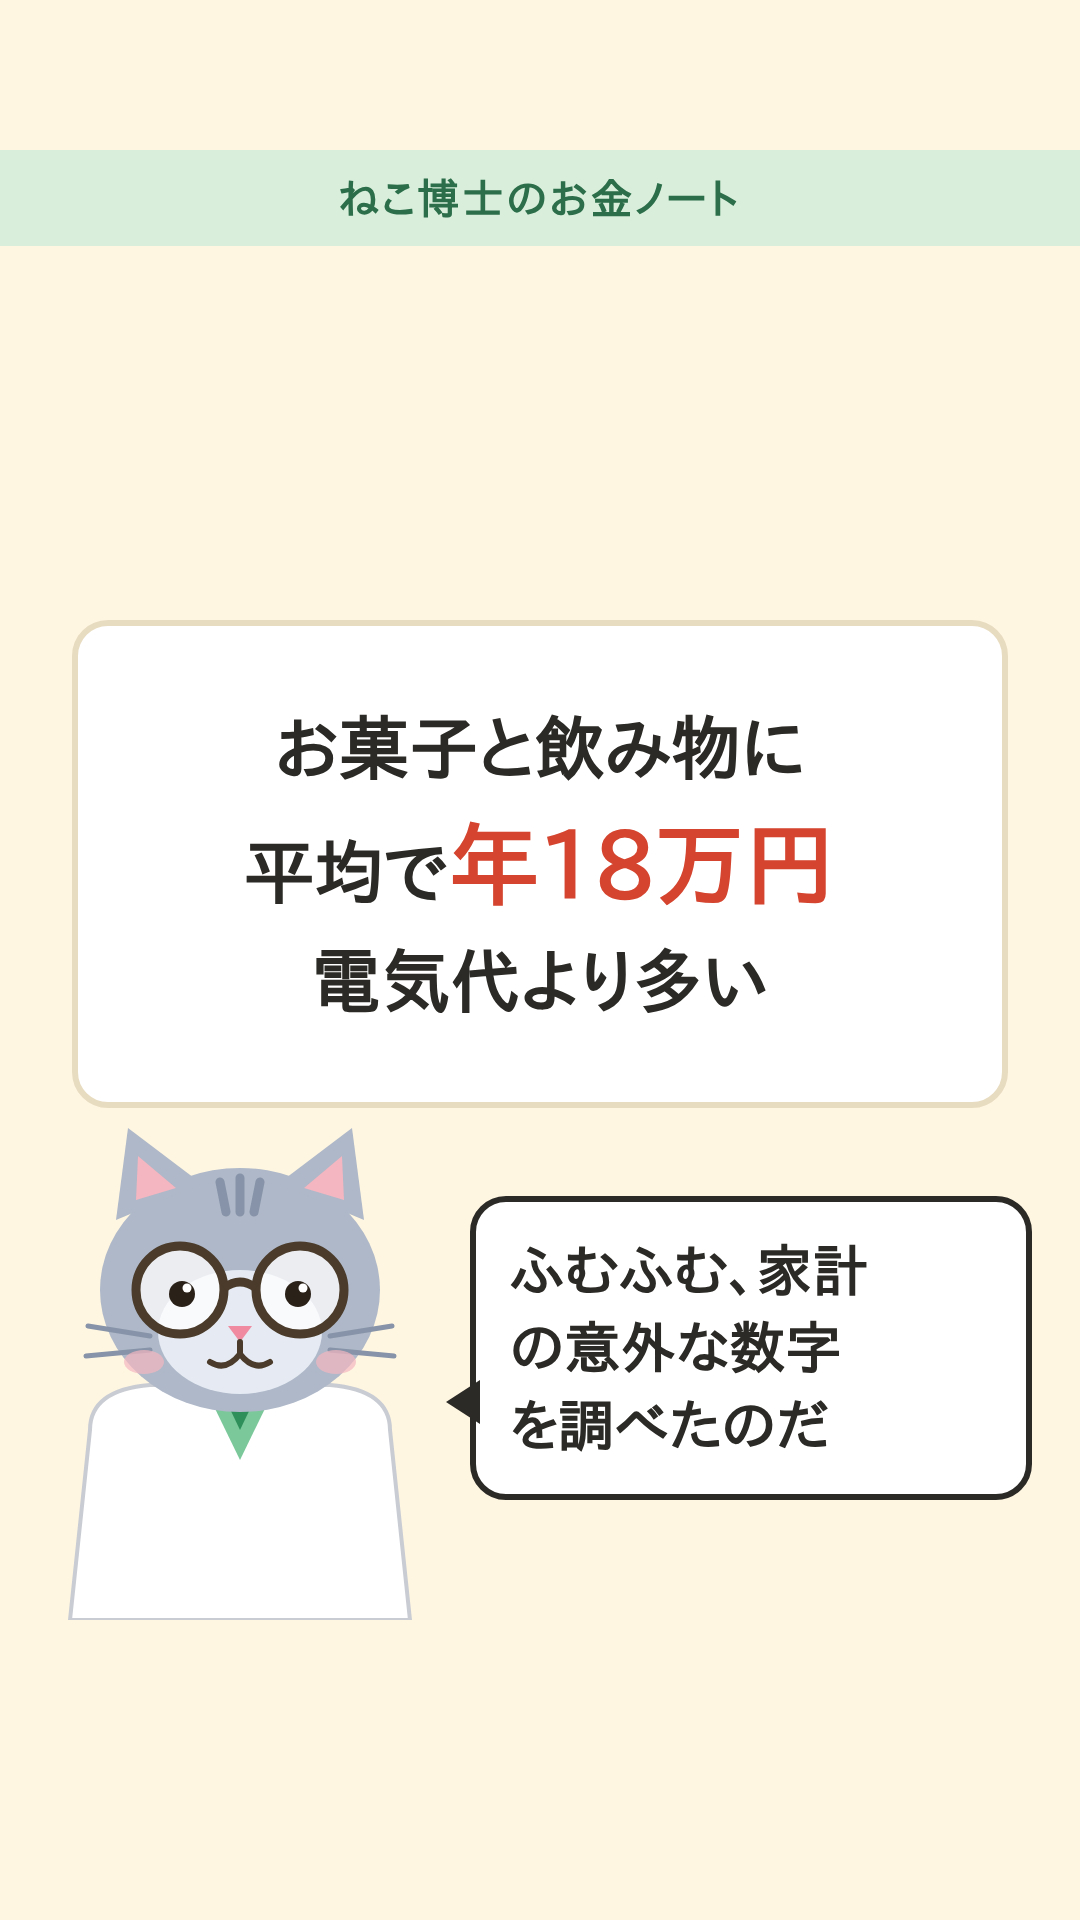 ねこ博士のお金ノート
お菓子と飲み物に
平均で年18万円
電気代より多い
ふむふむ、家計
の意外な数字
を調べたのだ